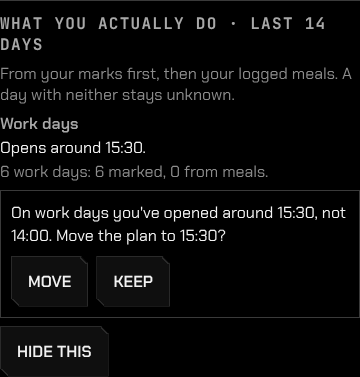 WHAT YOU ACTUALLY DO · LAST 14
DAYS
From your marks first, then your logged meals. A
day with neither stays unknown.
Work days
Opens around 15:30.
6 work days: 6 marked, 0 from meals.
On work days you've opened around 15:30, not
14:00. Move the plan to 15:30?
MOVE
KEEP
HIDE THIS